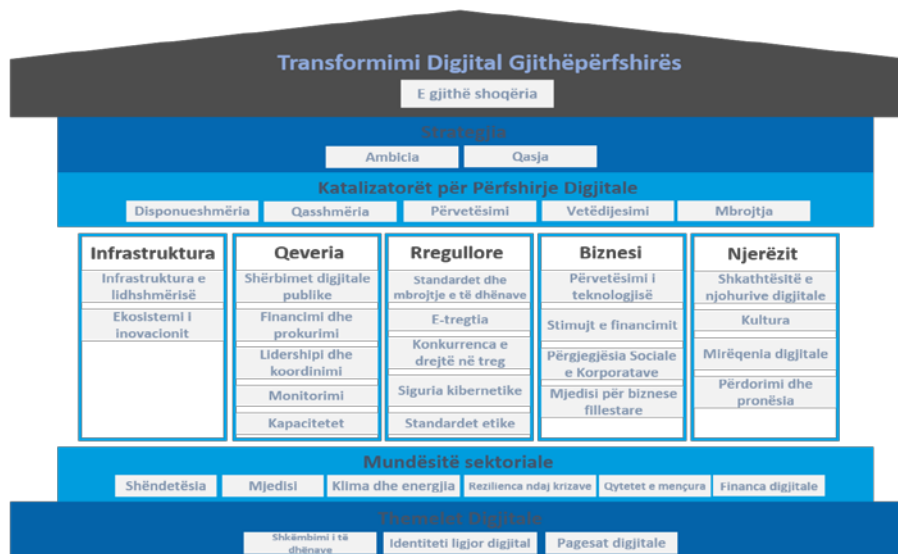 Transformimi Digjital Gjithëpërfshirës
E gjithë shoqëria
Strategjia
Ambicia
Qasja
Katalizatorët për Përfshirje Digjitale
Disponueshmëria
Qasshmëria
Përvetësimi
Vetëdijesimi
Mbrojtja
Infrastruktura
Infrastruktura e
lidhshmërisë
Ekosistemi i
inovacionit
Qeveria
Shërbimet digjitale
publike
Financimi dhe
prokurimi
Lidershipi dhe
koordinimi
Monitorimi
Kapacitetet
Rregullore
Standardet dhe
mbrojtje e të dhënave
E-tregtia
Konkurrenca e
drejtë në treg
Siguria kibernetike
Standardet etike
Biznesi
Përvetësimi i
teknologjisë
Stimujt e financimit
Përgjegjësia Sociale
e Korporatave
Mjedisi për biznese
fillestare
Njerëzit
Shkathtësitë e
njohurive digjitale
Kultura
Mirëqenia digjitale
Përdorimi dhe
pronësia
Mundësitë sektoriale
Shëndetësia
Mjedisi
Klima dhe energjia
Rezilienca ndaj krizave
Qytetet e mençura
Financa digjitale
Themelet Digjitale
Shkëmbimi i të
dhënave
Identiteti ligjor digjital
Pagesat digjitale